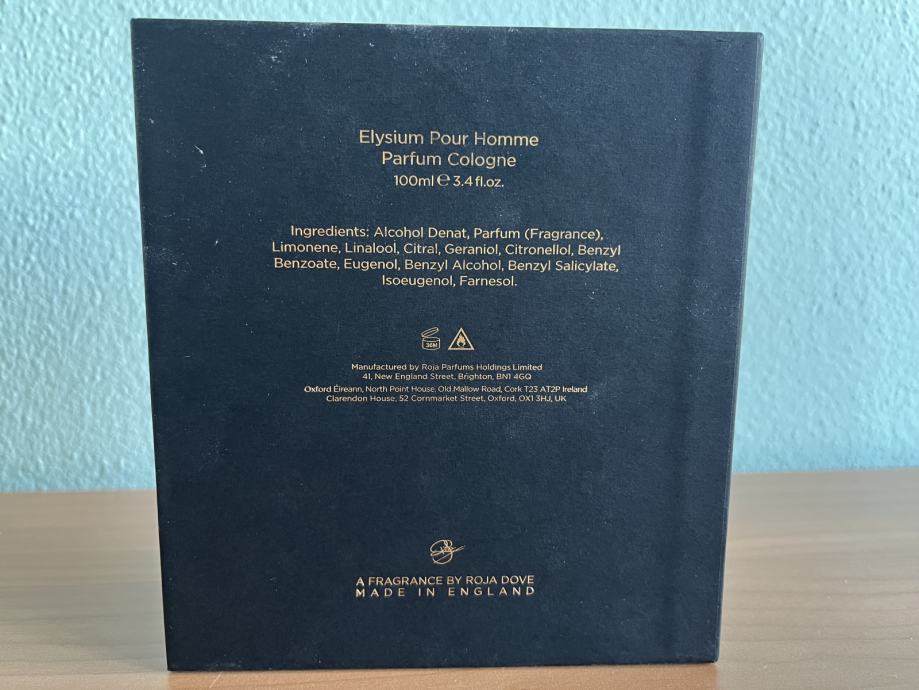 Elysium Pour Homme
Parfum Cologne
100ml ℮ 3.4 fl.oz.
Ingredients: Alcohol Denat, Parfum (Fragrance),
Limonene, Linalool, Citral, Geraniol, Citronellol, Benzyl
Benzoate, Eugenol, Benzyl Alcohol, Benzyl Salicylate,
Isoeugenol, Farnesol.
36M
Manufactured by Roja Parfums Holdings Limited
41, New England Street, Brighton, BN1 4GQ
Oxford Éireann, North Point House, Old Mallow Road, Cork T23 AT2P Ireland
Clarendon House, 52 Cornmarket Street, Oxford, OX1 3HJ, UK
A FRAGRANCE BY ROJA DOVE
MADE IN ENGLAND